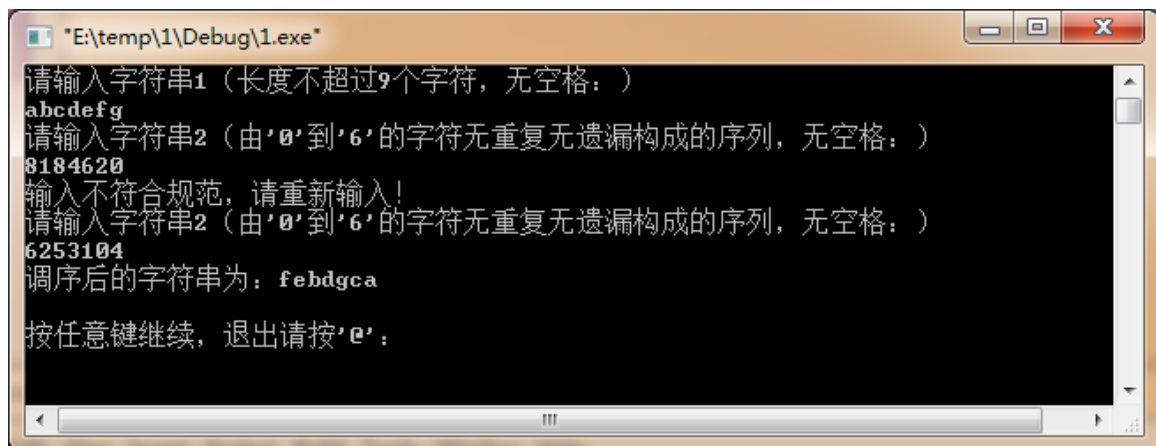 "E:\temp\1\Debug\1.exe"
请输入字符串1（长度不超过9个字符，无空格：）
abcdefg
请输入字符串2（由'0'到'6'的字符无重复无遗漏构成的序列，无空格：）
8184620
输入不符合规范，请重新输入！
请输入字符串2（由'0'到'6'的字符无重复无遗漏构成的序列，无空格：）
6253104
调序后的字符串为：febdgca
按任意键继续，退出请按'@'：